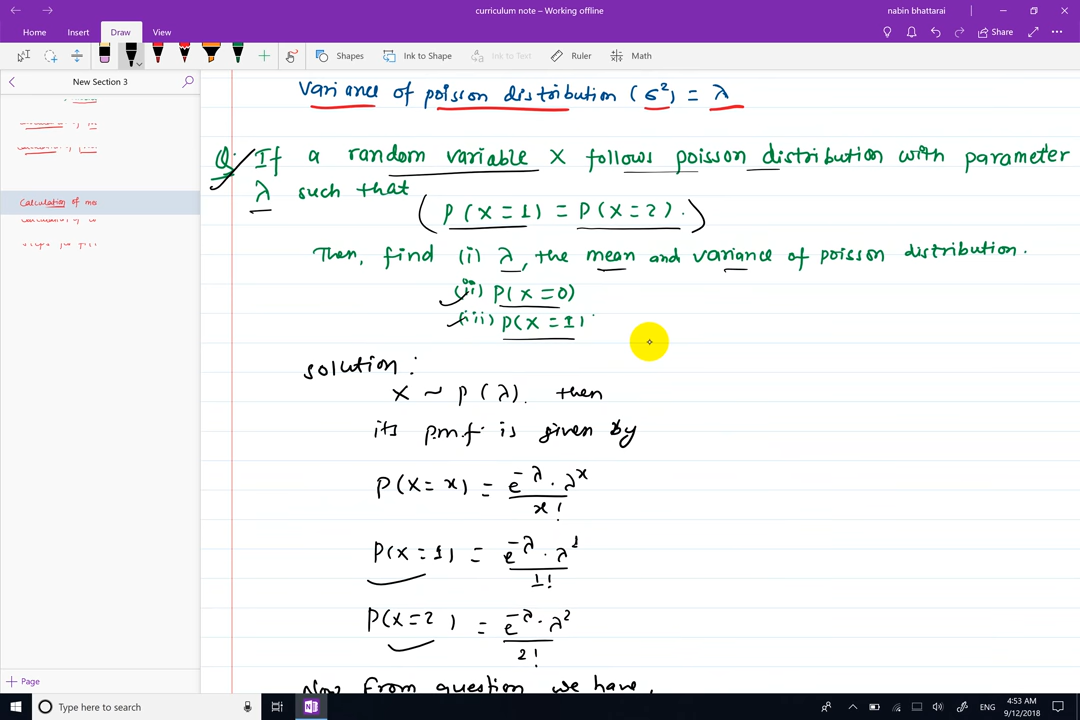 curriculum note – Working offline
nabin bhattarai
Home Insert Draw View
Share
Shapes Ink to Shape Ink to Text Ruler Math
New Section 3
Variance of poisson distribution (σ²) = λ
Q. If a random variable X follows poisson distribution with parameter
λ such that
(P(X=1) = P(X=2).)
Then, find (i) λ, the mean and variance of poisson distribution.
(ii) P(X=0)
(iii) P(X=1).
Calculation of me
solution:
X ~ P(λ). then
its p.m.f. is given by
P(X=x) = e^-λ · λ^x / x!
P(X=1) = e^-λ · λ^1 / 1!
P(X=2) = e^-λ · λ^2 / 2!
Now, From question we have,
+ Page
Type here to search
ENG
4:53 AM
9/12/2018